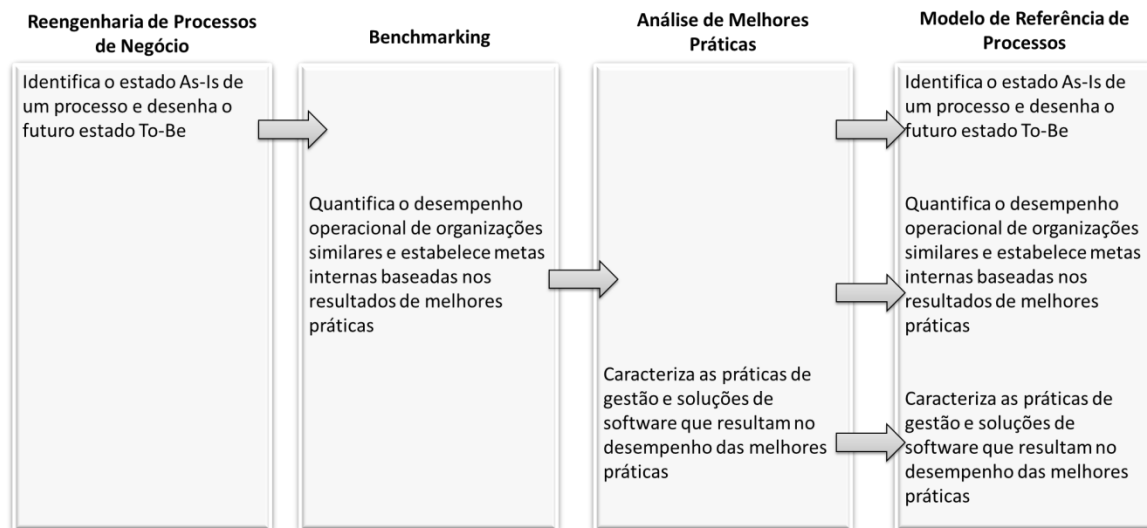 Reengenharia de Processos
de Negócio
Identifica o estado As-Is de
um processo e desenha o
futuro estado To-Be
Benchmarking
Quantifica o desempenho
operacional de organizações
similares e estabelece metas
internas baseadas nos
resultados de melhores
práticas
Análise de Melhores
Práticas
Caracteriza as práticas de
gestão e soluções de
software que resultam no
desempenho das melhores
práticas
Modelo de Referência de
Processos
Identifica o estado As-Is de
um processo e desenha o
futuro estado To-Be
Quantifica o desempenho
operacional de organizações
similares e estabelece metas
internas baseadas nos
resultados de melhores
práticas
Caracteriza as práticas de
gestão e soluções de
software que resultam no
desempenho das melhores
práticas